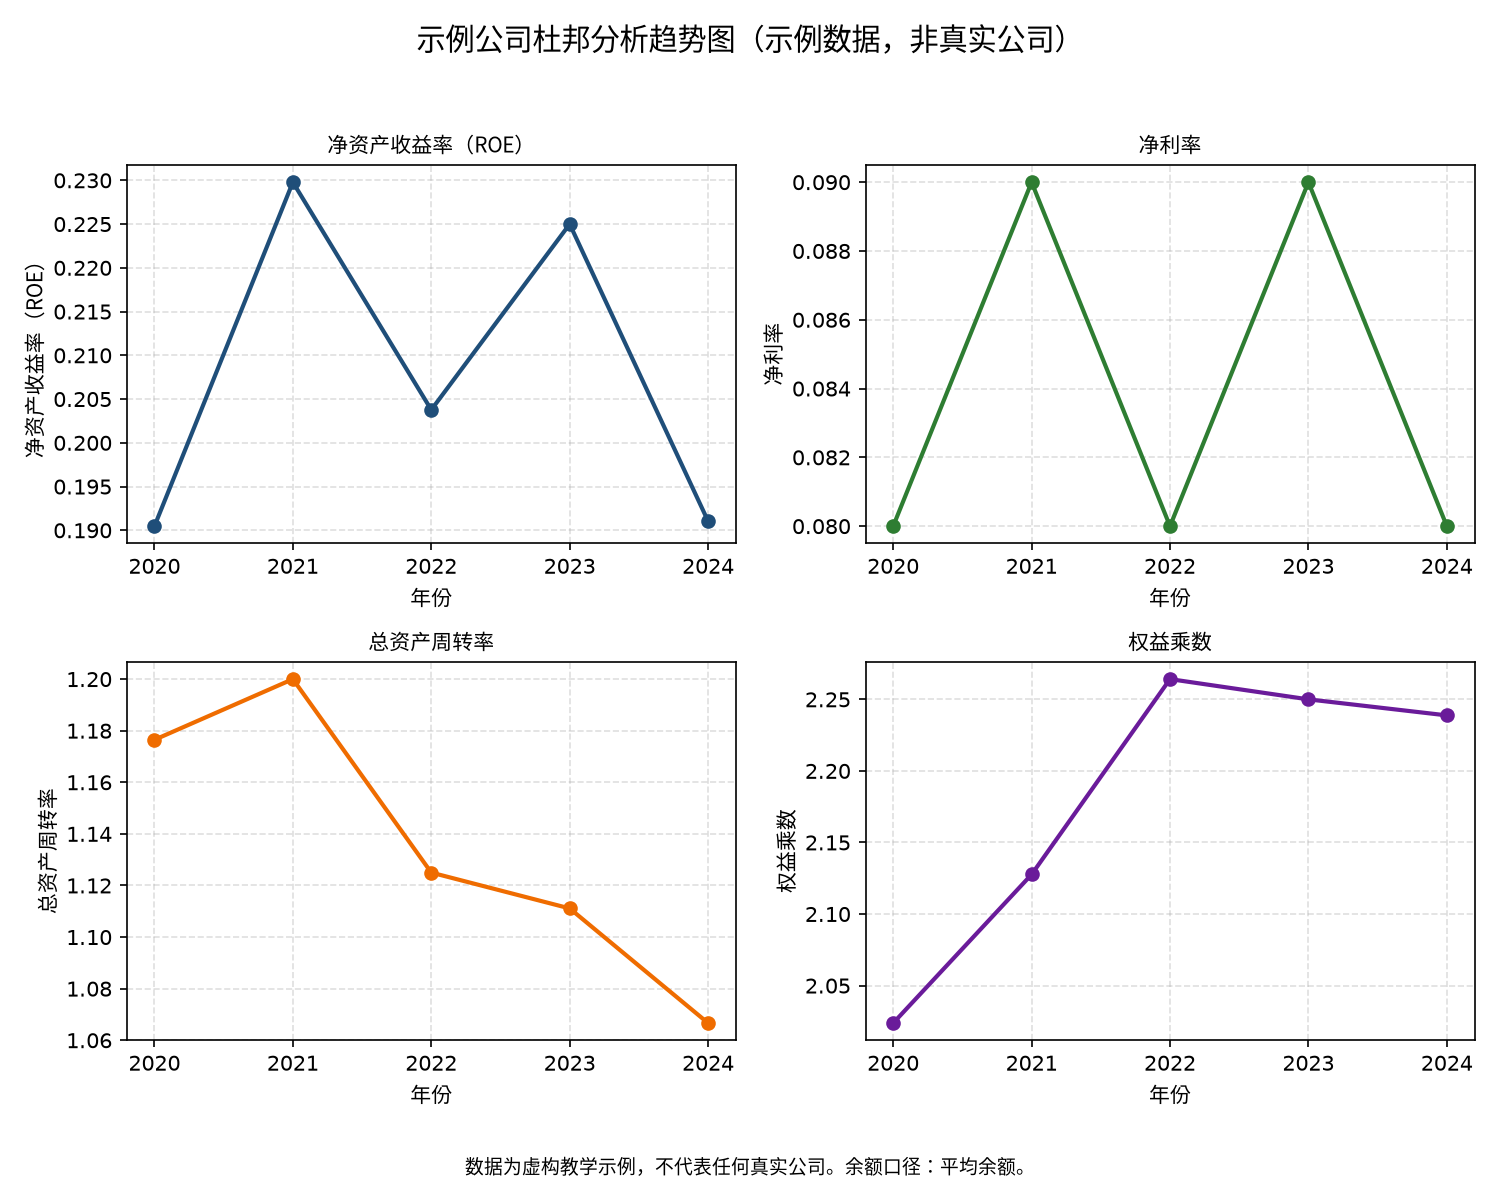 示例公司杜邦分析趋势图（示例数据，非真实公司）
净资产收益率（ROE）
净资产收益率（ROE）
0.230
0.225
0.220
0.215
0.210
0.205
0.200
0.195
0.190
2020 2021 2022 2023 2024
年份
净利率
净利率
0.090
0.088
0.086
0.084
0.082
0.080
2020 2021 2022 2023 2024
年份
总资产周转率
总资产周转率
1.20
1.18
1.16
1.14
1.12
1.10
1.08
1.06
2020 2021 2022 2023 2024
年份
权益乘数
权益乘数
2.25
2.20
2.15
2.10
2.05
2020 2021 2022 2023 2024
年份
数据为虚构教学示例，不代表任何真实公司。余额口径：平均余额。